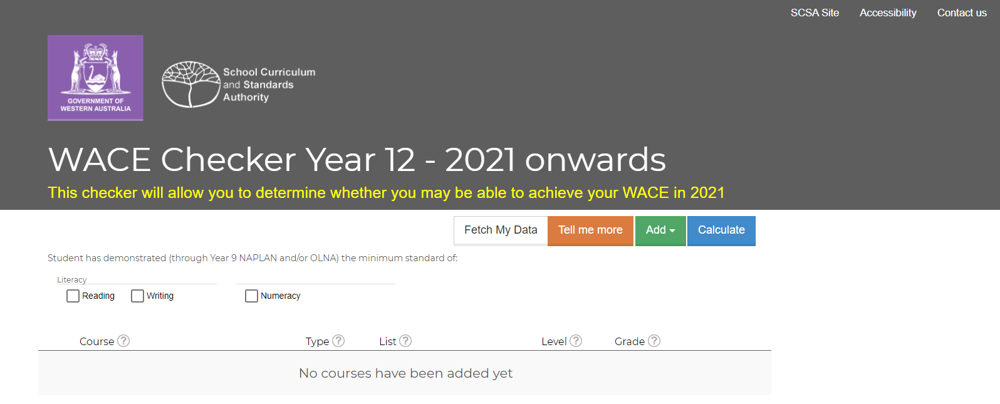 SCSA Site Accessibility Contact us
GOVERNMENT OF
WESTERN AUSTRALIA
School Curriculum
and Standards
Authority
WACE Checker Year 12 - 2021 onwards
This checker will allow you to determine whether you may be able to achieve your WACE in 2021
Fetch My Data Tell me more Add Calculate
Student has demonstrated (through Year 9 NAPLAN and/or OLNA) the minimum standard of:
Literacy
Reading Writing Numeracy
Course ? Type ? List ? Level ? Grade ?
No courses have been added yet